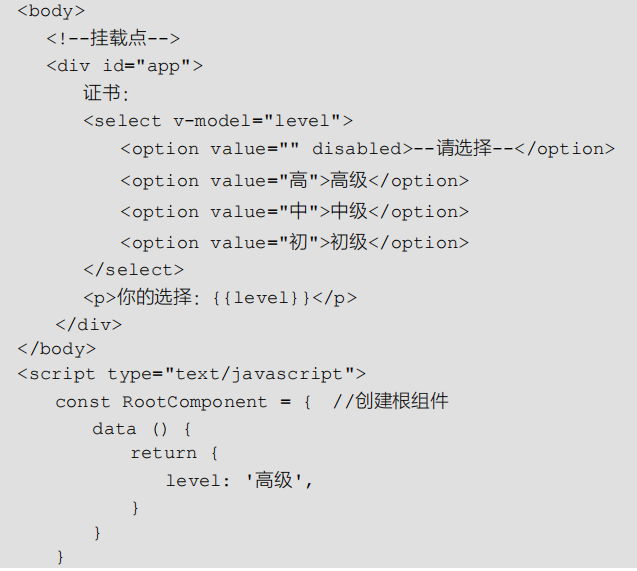 <body>
<!--挂载点-->
<div id="app">
证书：
<select v-model="level">
<option value="" disabled>--请选择--</option>
<option value="高">高级</option>
<option value="中">中级</option>
<option value="初">初级</option>
</select>
<p>你的选择：{{level}}</p>
</div>
</body>
<script type="text/javascript">
const RootComponent = { //创建根组件
data () {
return {
level: '高级',
}
}
}